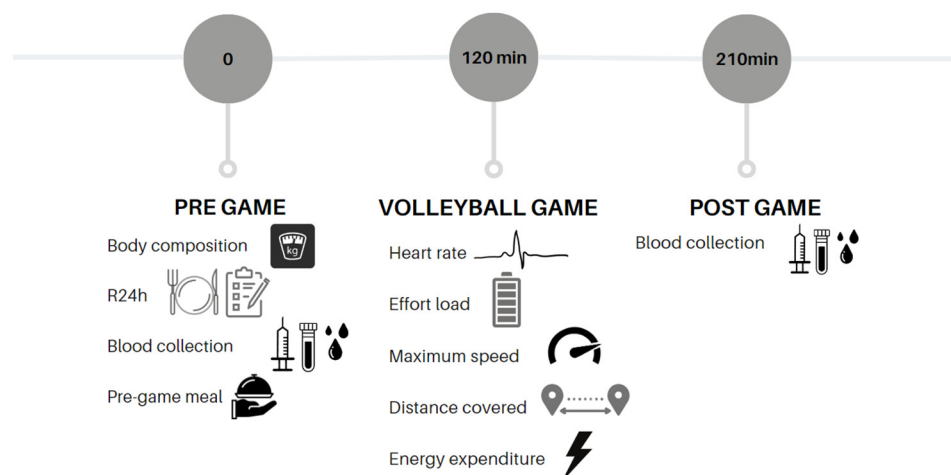 0
120 min
210min
PRE GAME
Body composition
kg
R24h
Blood collection
Pre-game meal
VOLLEYBALL GAME
Heart rate
Effort load
Maximum speed
Distance covered
Energy expenditure
POST GAME
Blood collection